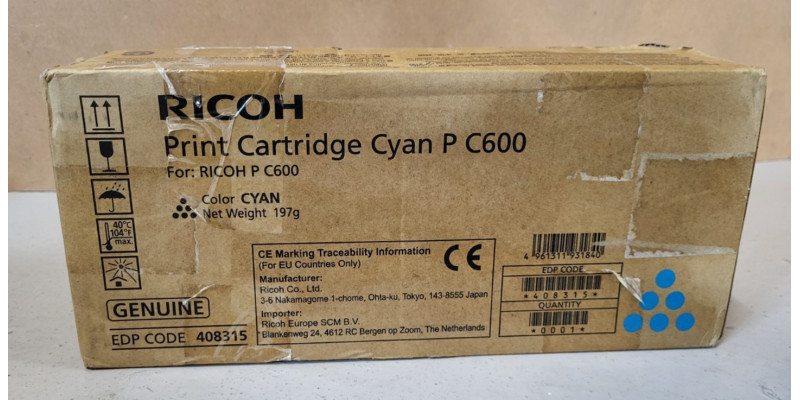 RICOH
Print Cartridge Cyan P C600
For: RICOH P C600
Color CYAN
Net Weight 197g
40°C
104°F
max.
GENUINE
EDP CODE 408315
CE Marking Traceability Information
(For EU Countries Only)
CE
Manufacturer:
Ricoh Co., Ltd.
3-6 Nakamagome 1-chome, Ohta-ku, Tokyo, 143-8555 Japan
Importer:
Ricoh Europe SCM B.V.
Blankenweg 24, 4612 RC Bergen op Zoom, The Netherlands
4 961311 931840
EDP CODE
*408315*
QUANTITY
*0001*